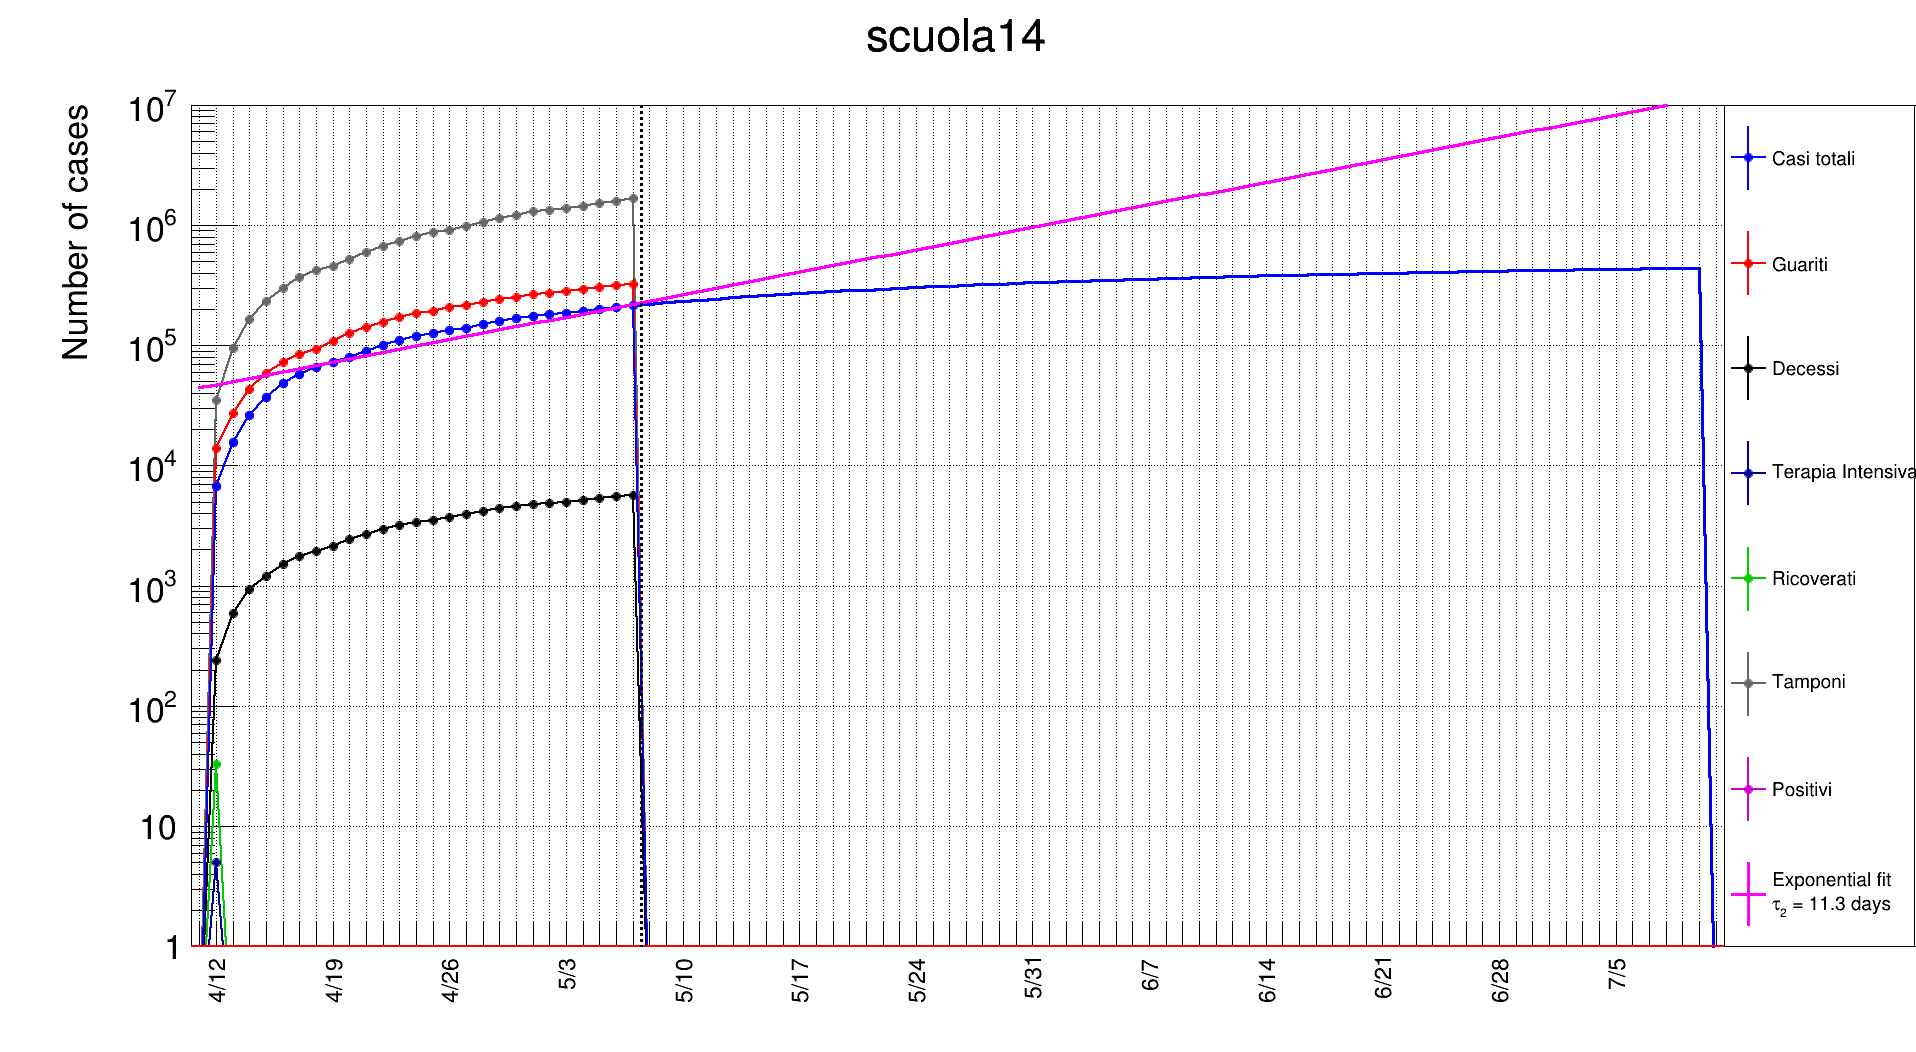 scuola14
Number of cases
10^7
10^6
10^5
10^4
10^3
10^2
10
1
4/12
4/19
4/26
5/3
5/10
5/17
5/24
5/31
6/7
6/14
6/21
6/28
7/5
Casi totali
Guariti
Decessi
Terapia Intensiva
Ricoverati
Tamponi
Positivi
Exponential fit
τ₂ = 11.3 days